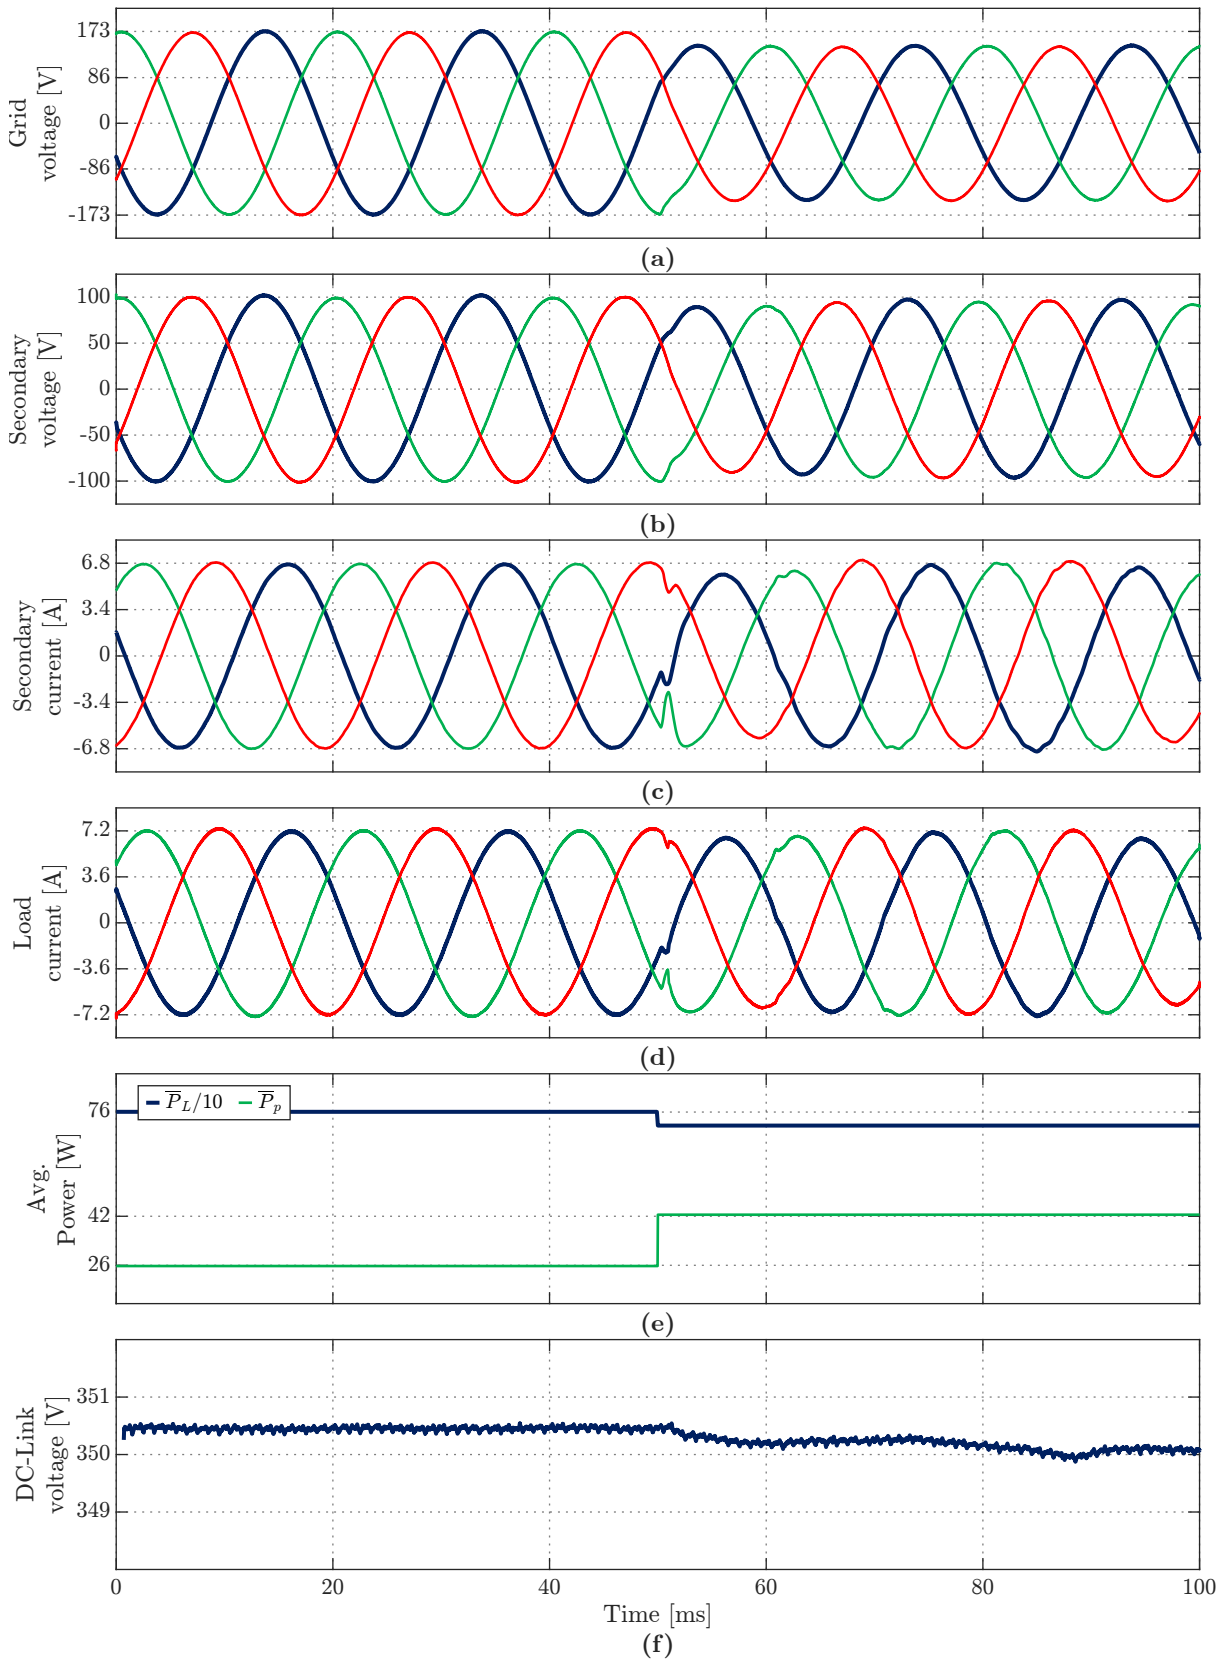 173
86
0
-86
-173
Grid
voltage [V]
(a)
100
50
0
-50
-100
Secondary
voltage [V]
(b)
6.8
3.4
0
-3.4
-6.8
Secondary
current [A]
(c)
7.2
3.6
0
-3.6
-7.2
Load
current [A]
(d)
76
42
26
Avg.
Power [W]
P̅_L/10 P̅_p
(e)
351
350
349
DC-Link
voltage [V]
0 20 40 60 80 100
Time [ms]
(f)